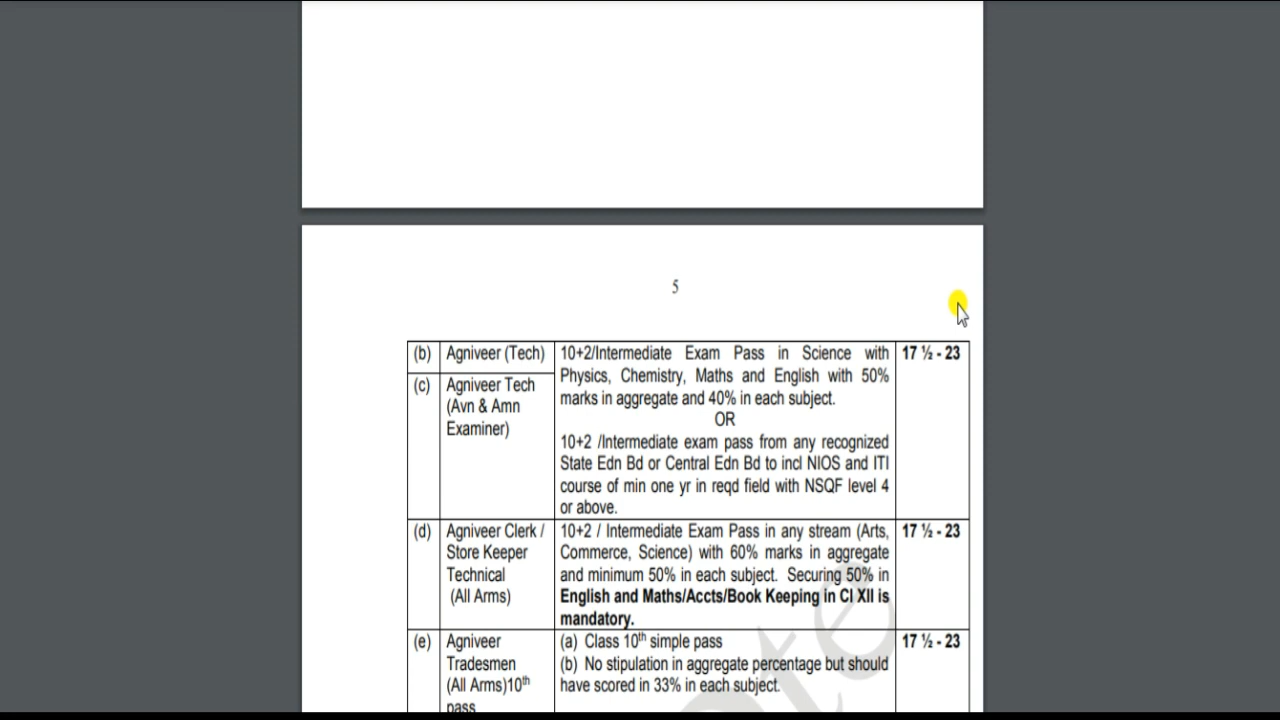 5
(b) Agniveer (Tech)
(c) Agniveer Tech
(Avn & Amn
Examiner)
10+2/Intermediate Exam Pass in Science with
Physics, Chemistry, Maths and English with 50%
marks in aggregate and 40% in each subject.
OR
10+2 /Intermediate exam pass from any recognized
State Edn Bd or Central Edn Bd to incl NIOS and ITI
course of min one yr in reqd field with NSQF level 4
or above.
17 ½ - 23
(d) Agniveer Clerk /
Store Keeper
Technical
(All Arms)
10+2 / Intermediate Exam Pass in any stream (Arts,
Commerce, Science) with 60% marks in aggregate
and minimum 50% in each subject. Securing 50% in
English and Maths/Accts/Book Keeping in Cl XII is
mandatory.
17 ½ - 23
(e) Agniveer
Tradesmen
(All Arms)10th
pass
(a) Class 10th simple pass
(b) No stipulation in aggregate percentage but should
have scored in 33% in each subject.
17 ½ - 23